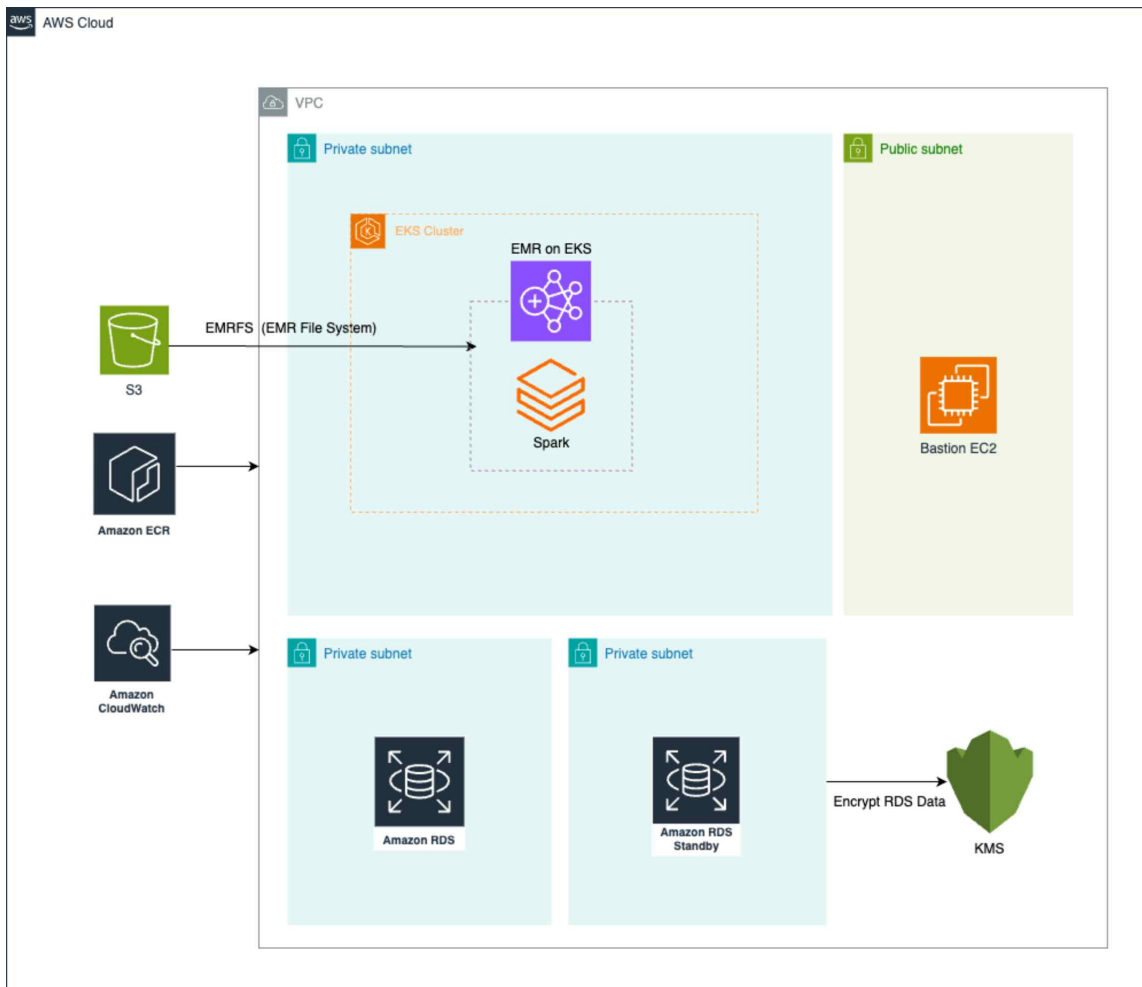 aws
AWS Cloud
VPC
Private subnet
Public subnet
EKS Cluster
EMR on EKS
EMRFS (EMR File System)
S3
Spark
Bastion EC2
Amazon ECR
Amazon
CloudWatch
Private subnet
Private subnet
Amazon RDS
Amazon RDS
Standby
Encrypt RDS Data
KMS